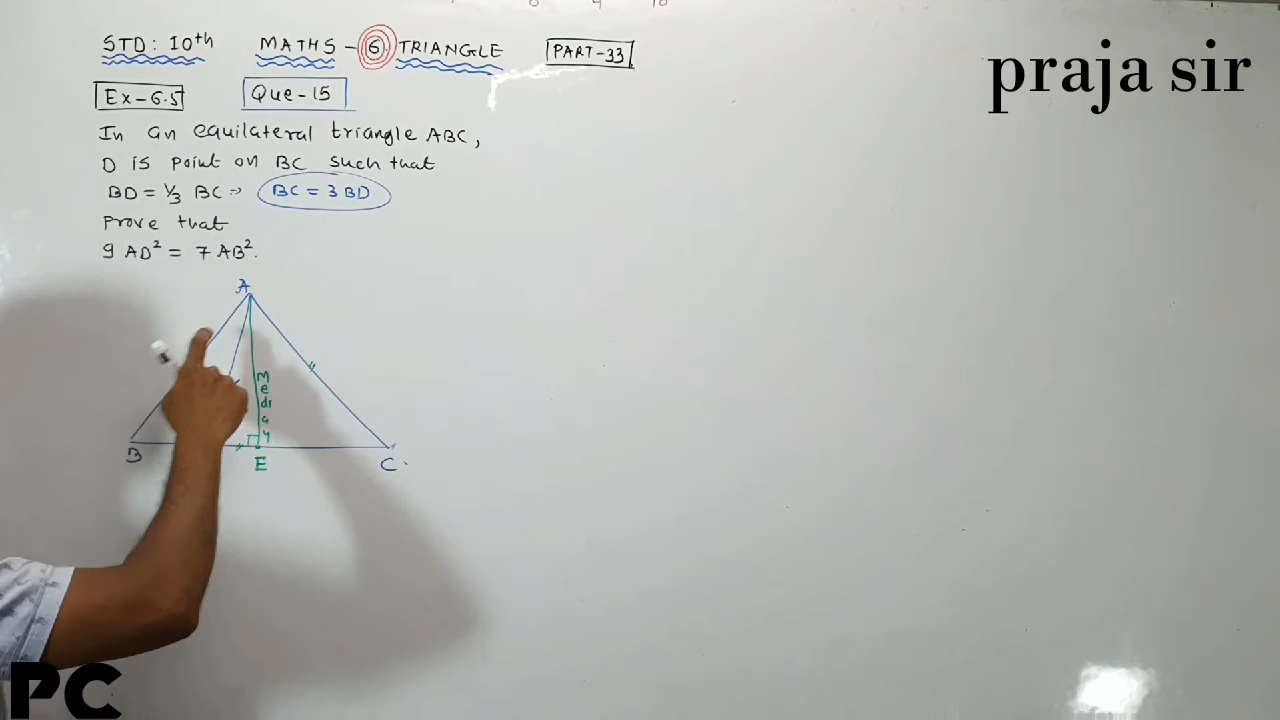 STD: 10th MATHS - 6. TRIANGLE PART-33
praja sir
Ex-6.5 Que-15
In an equilateral triangle ABC,
D is point on BC such that
BD = 1/3 BC ⇒ BC = 3 BD
Prove that
9 AD² = 7 AB².
A
Median
B
E
C
PC